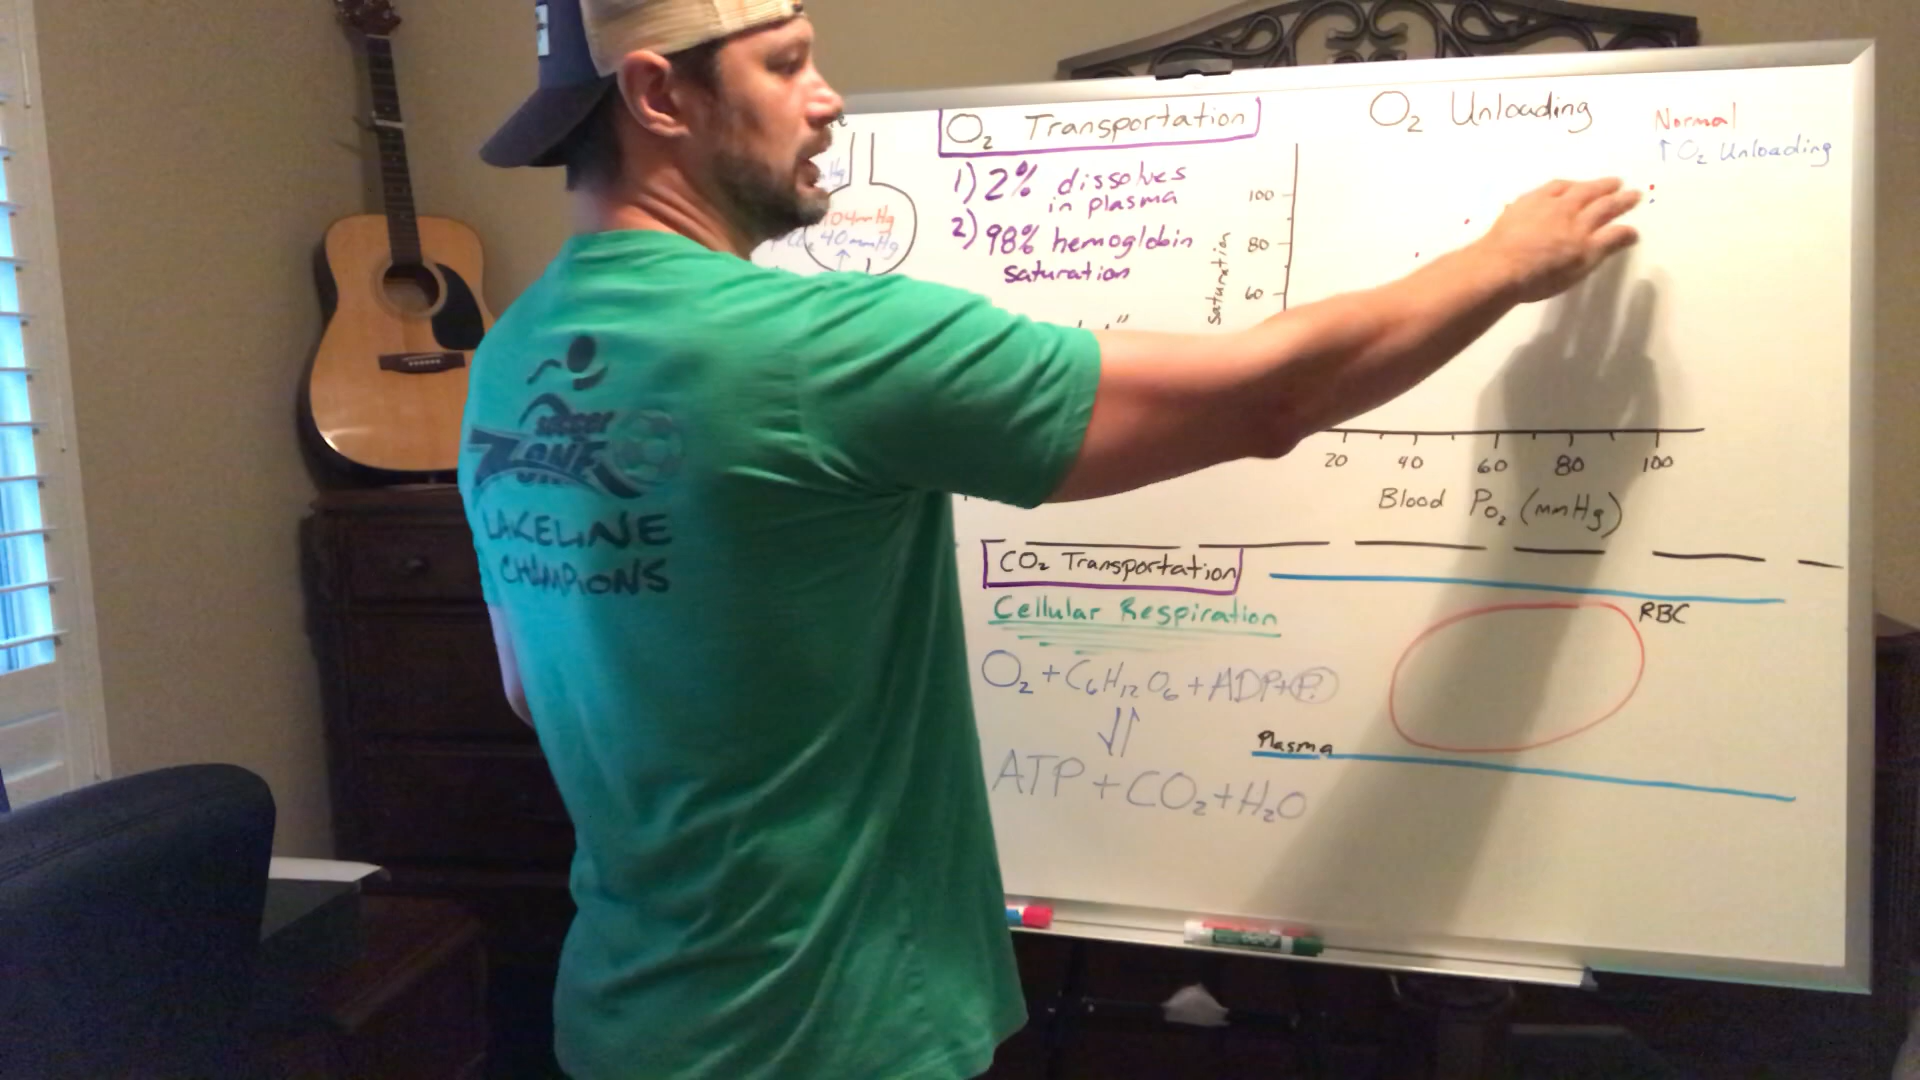 O₂ Transportation
1) 2% dissolves
in plasma
2) 98% hemoglobin
saturation
mmHg
40mmHg
O₂ Unloading
Normal
↑ O₂ Unloading
Saturation
100
80
60
20 40 60 80 100
Blood PO₂ (mmHg)
CO₂ Transportation
Cellular Respiration
O₂ + C₆H₁₂O₆ + ADP + P
ATP + CO₂ + H₂O
RBC
Plasma
soccer
ZONE
LAKELINE
CHAMPIONS